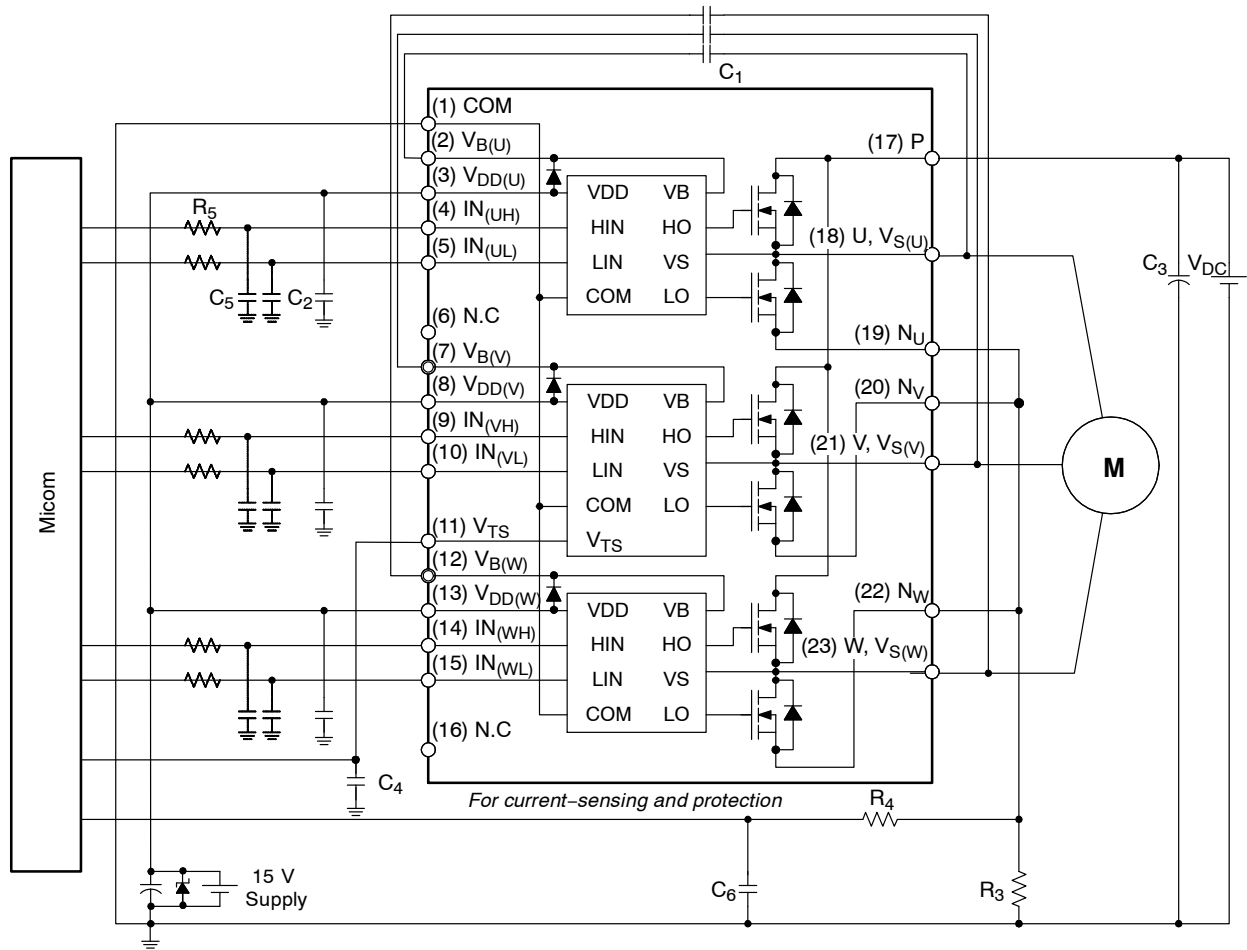 C1
(1) COM
(2) VB(U)
(3) VDD(U)
(4) IN(UH)
(5) IN(UL)
(6) N.C
(7) VB(V)
(8) VDD(V)
(9) IN(VH)
(10) IN(VL)
(11) VTS
(12) VB(W)
(13) VDD(W)
(14) IN(WH)
(15) IN(WL)
(16) N.C
(17) P
(18) U, VS(U)
(19) NU
(20) NV
(21) V, VS(V)
(22) NW
(23) W, VS(W)
VDD VB
HIN HO
LIN VS
COM LO
VDD VB
HIN HO
LIN VS
COM LO
VTS
VDD VB
HIN HO
LIN VS
COM LO
Micom
R5
C5
C2
C4
C3
VDC
M
For current–sensing and protection
R4
C6
R3
15 V
Supply